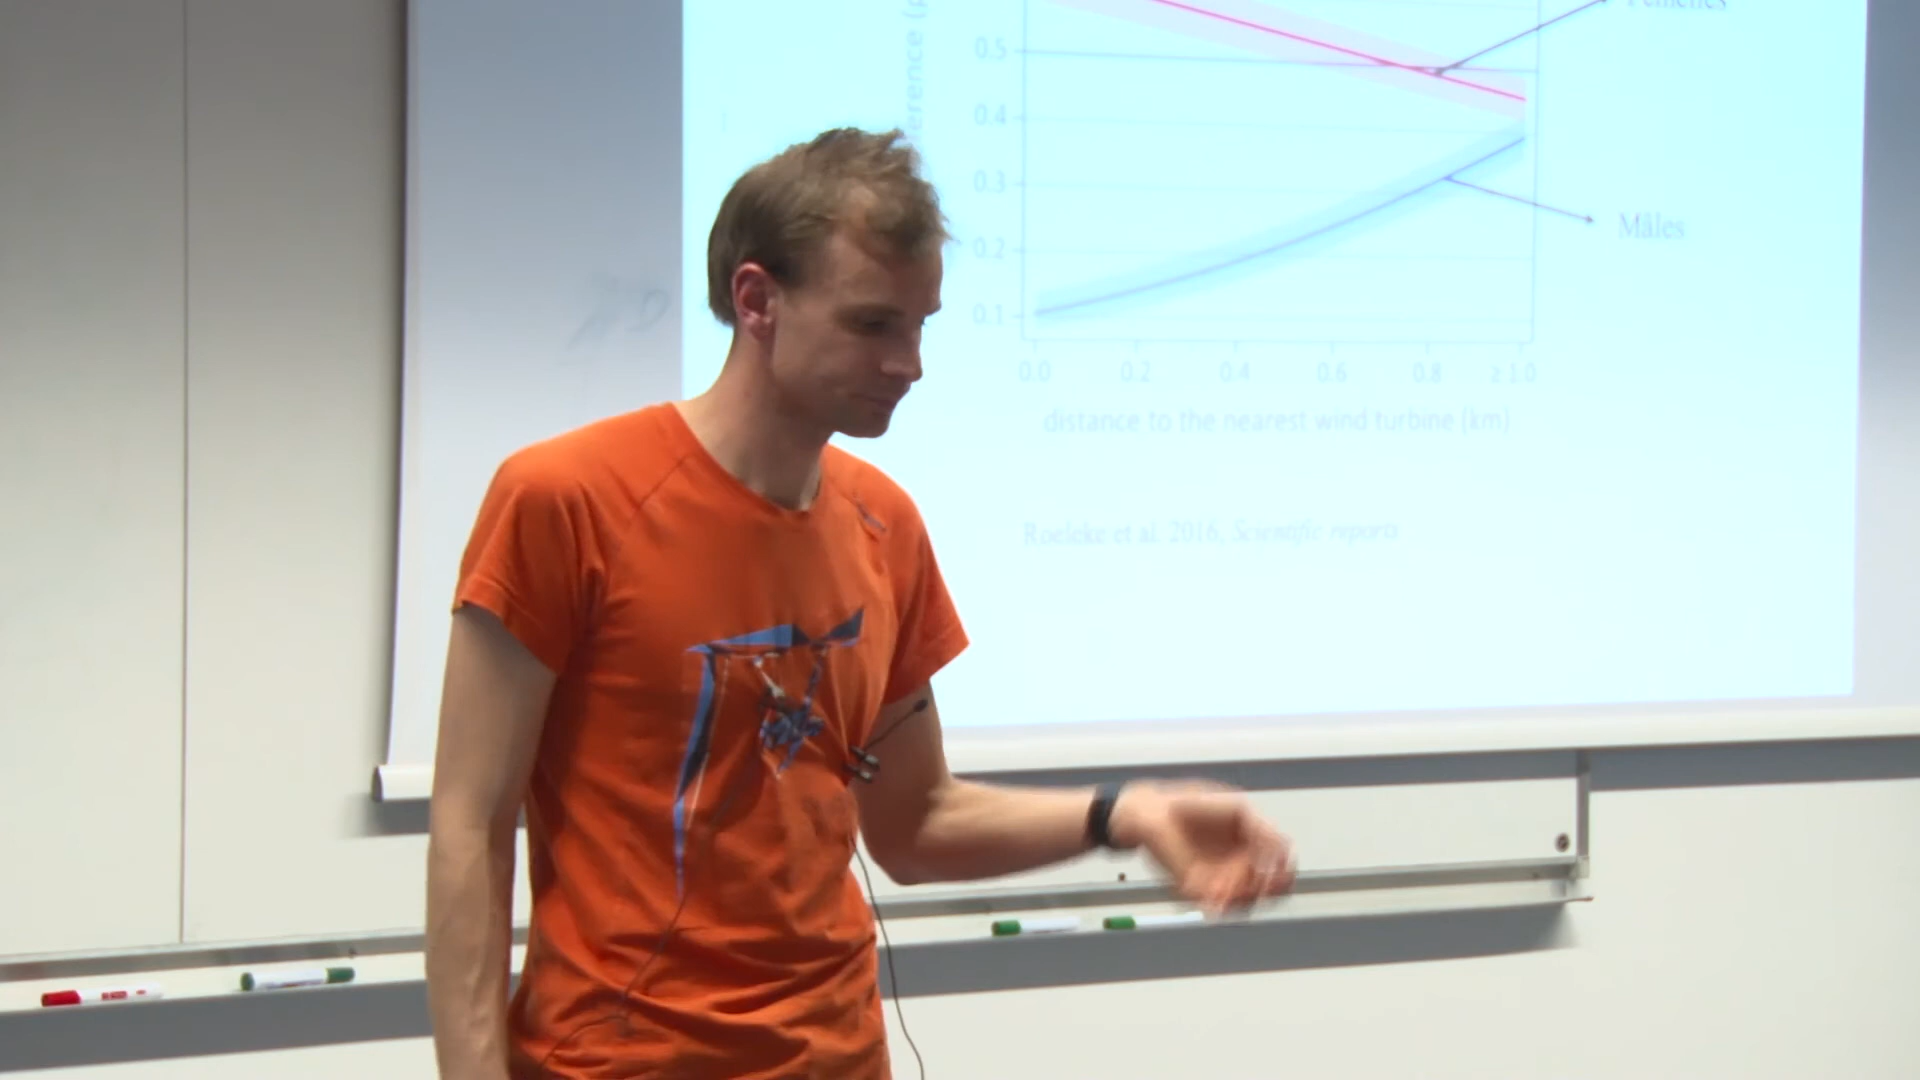 0.5
0.4
0.3
0.2
0.1
Mâles
0.0 0.2 0.4 0.6 0.8 ≥1.0
distance to the nearest wind turbine (km)
Roeleke et al. 2016, Scientific reports